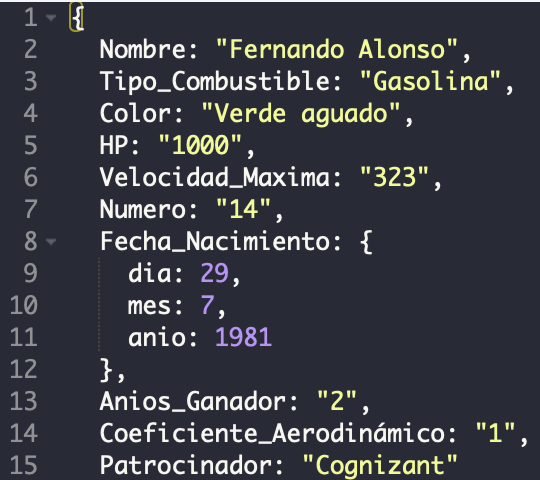 1 {
2 Nombre: "Fernando Alonso",
3 Tipo_Combustible: "Gasolina",
4 Color: "Verde aguado",
5 HP: "1000",
6 Velocidad_Maxima: "323",
7 Numero: "14",
8 Fecha_Nacimiento: {
9 dia: 29,
10 mes: 7,
11 anio: 1981
12 },
13 Anios_Ganador: "2",
14 Coeficiente_Aerodinámico: "1",
15 Patrocinador: "Cognizant"